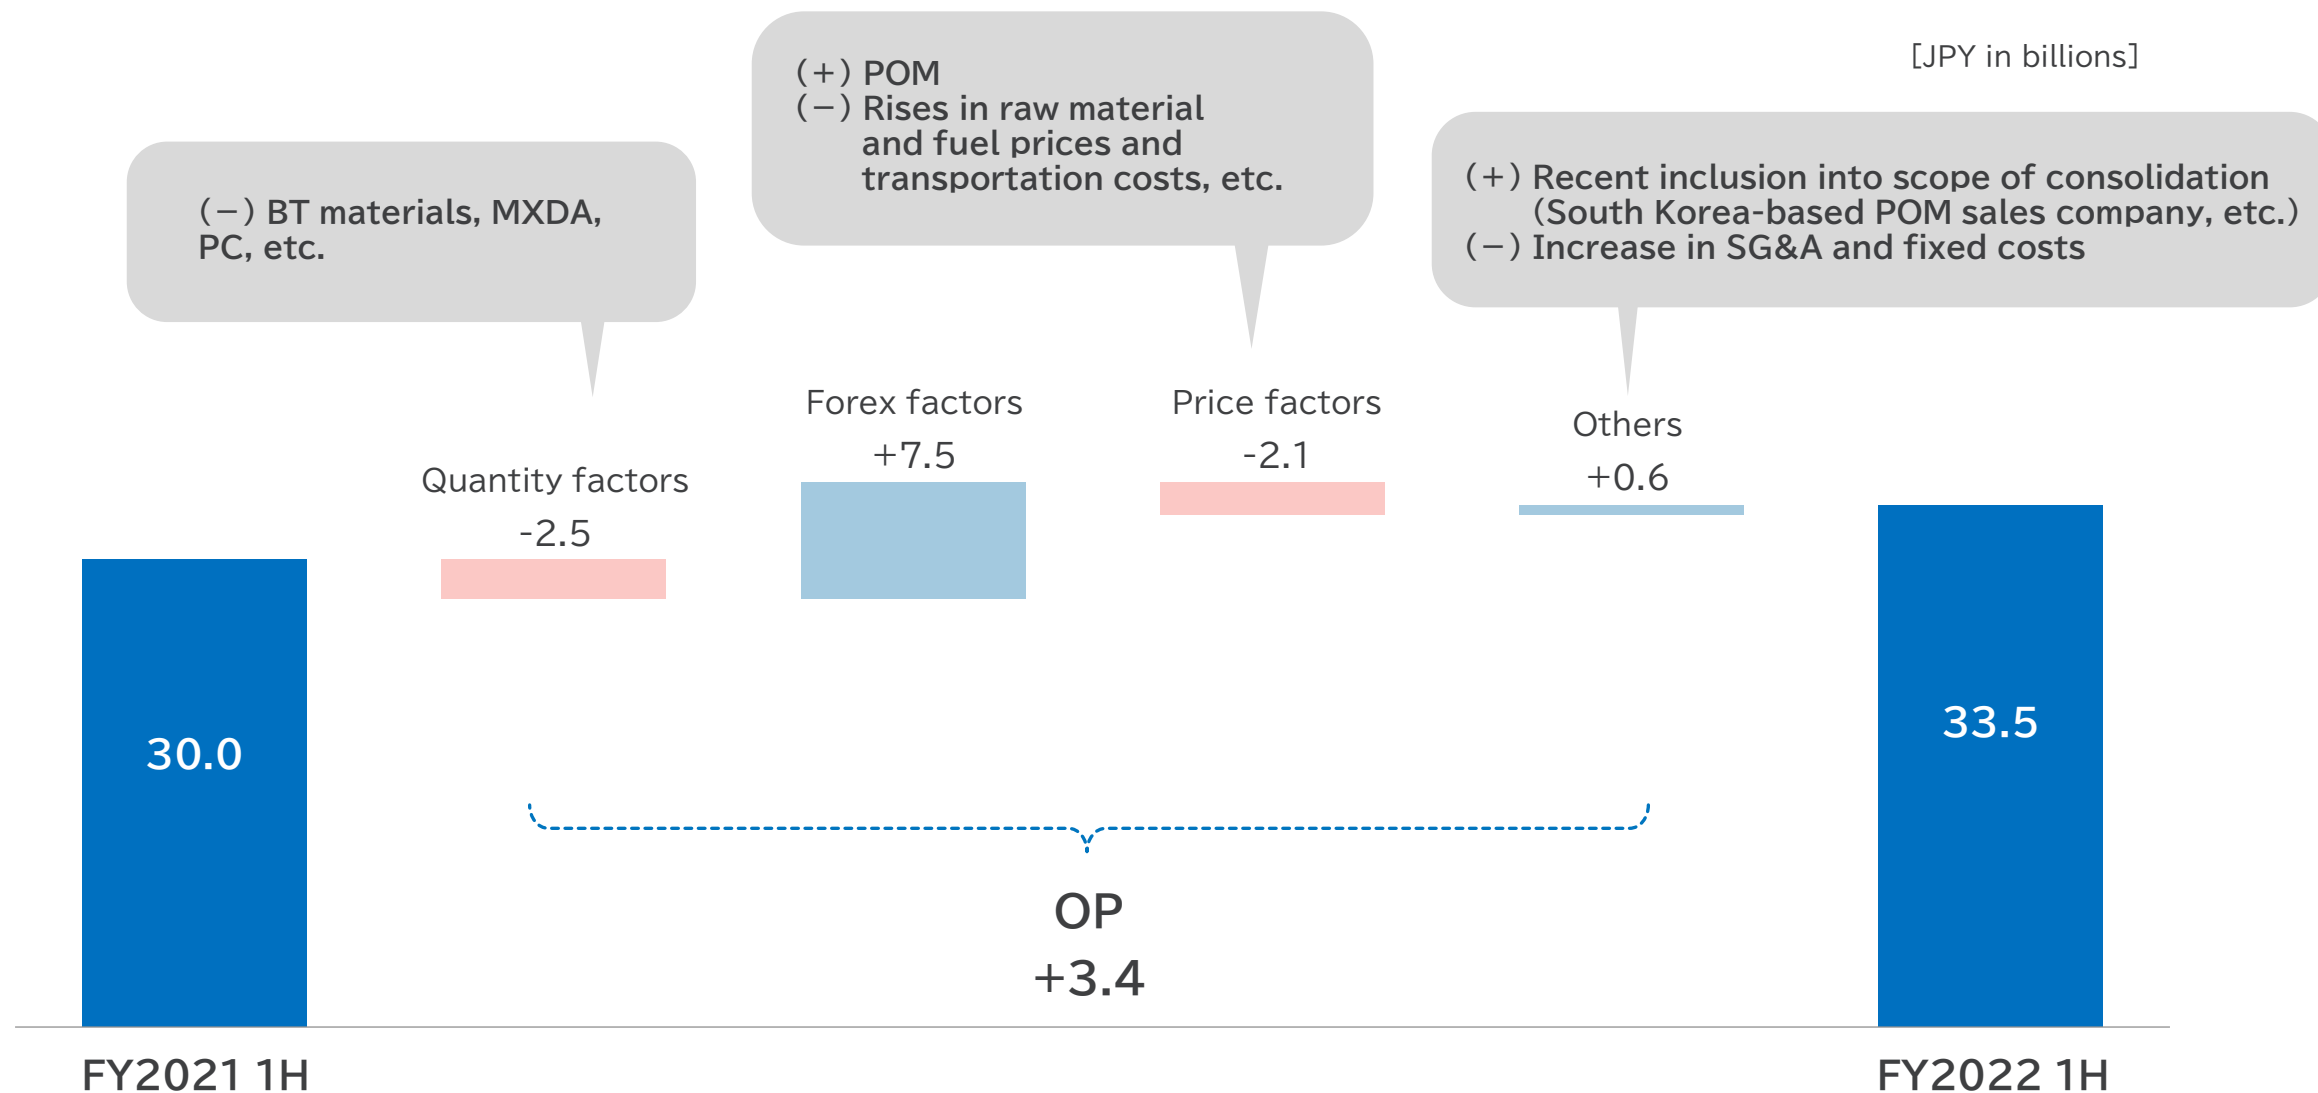 [JPY in billions]
(+) POM
(−) Rises in raw material
and fuel prices and
transportation costs, etc.
(−) BT materials, MXDA,
PC, etc.
(+) Recent inclusion into scope of consolidation
(South Korea-based POM sales company, etc.)
(−) Increase in SG&A and fixed costs
Quantity factors
-2.5
Forex factors
+7.5
Price factors
-2.1
Others
+0.6
30.0
33.5
OP
+3.4
FY2021 1H
FY2022 1H